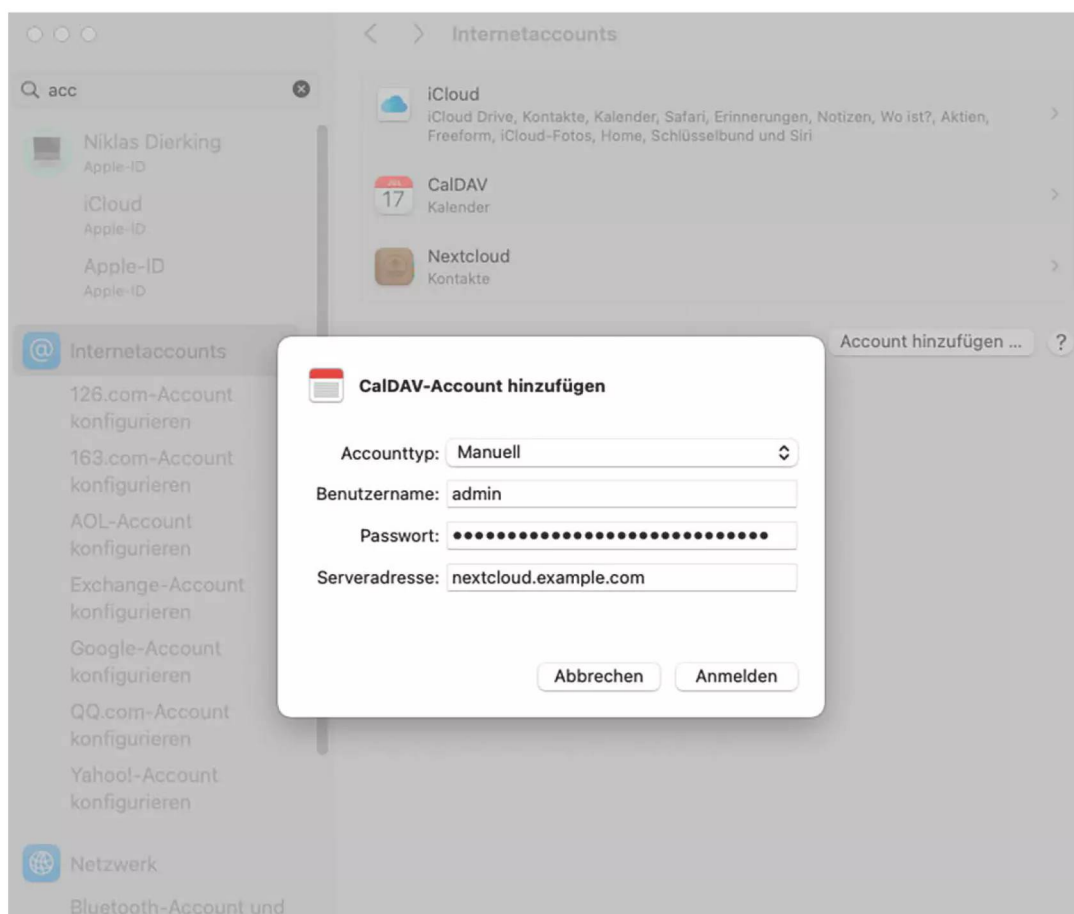 Internetaccounts
acc
Niklas Dierking
Apple-ID
iCloud
Apple-ID
Apple-ID
Apple-ID
Internetaccounts
126.com-Account
konfigurieren
163.com-Account
konfigurieren
AOL-Account
konfigurieren
Exchange-Account
konfigurieren
Google-Account
konfigurieren
QQ.com-Account
konfigurieren
Yahoo!-Account
konfigurieren
Netzwerk
Bluetooth-Account und
iCloud
iCloud Drive, Kontakte, Kalender, Safari, Erinnerungen, Notizen, Wo ist?, Aktien,
Freeform, iCloud-Fotos, Home, Schlüsselbund und Siri
JUL
17
CalDAV
Kalender
Nextcloud
Kontakte
Account hinzufügen ...
?
CalDAV-Account hinzufügen
Accounttyp: Manuell
Benutzername: admin
Passwort: •••••••••••••••••••••••••••••
Serveradresse: nextcloud.example.com
Abbrechen
Anmelden